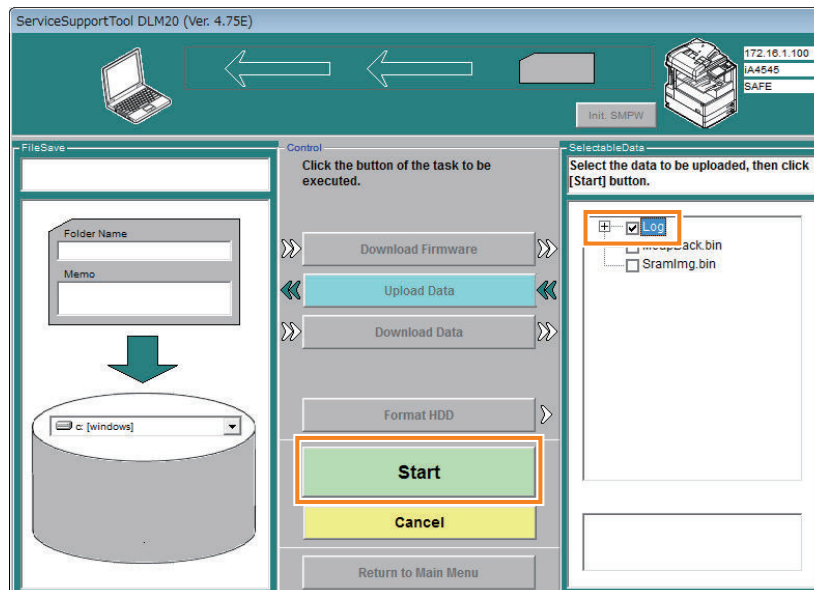 ServiceSupportTool DLM20 (Ver. 4.75E)
172.16.1.100
iA4545
SAFE
Init. SMPW
FileSave
Folder Name
Memo
c: [windows]
Control
Click the button of the task to be
executed.
Download Firmware
Upload Data
Download Data
Format HDD
Start
Cancel
Return to Main Menu
SelectableData
Select the data to be uploaded, then click
[Start] button.
Log
MeapBack.bin
SramImg.bin